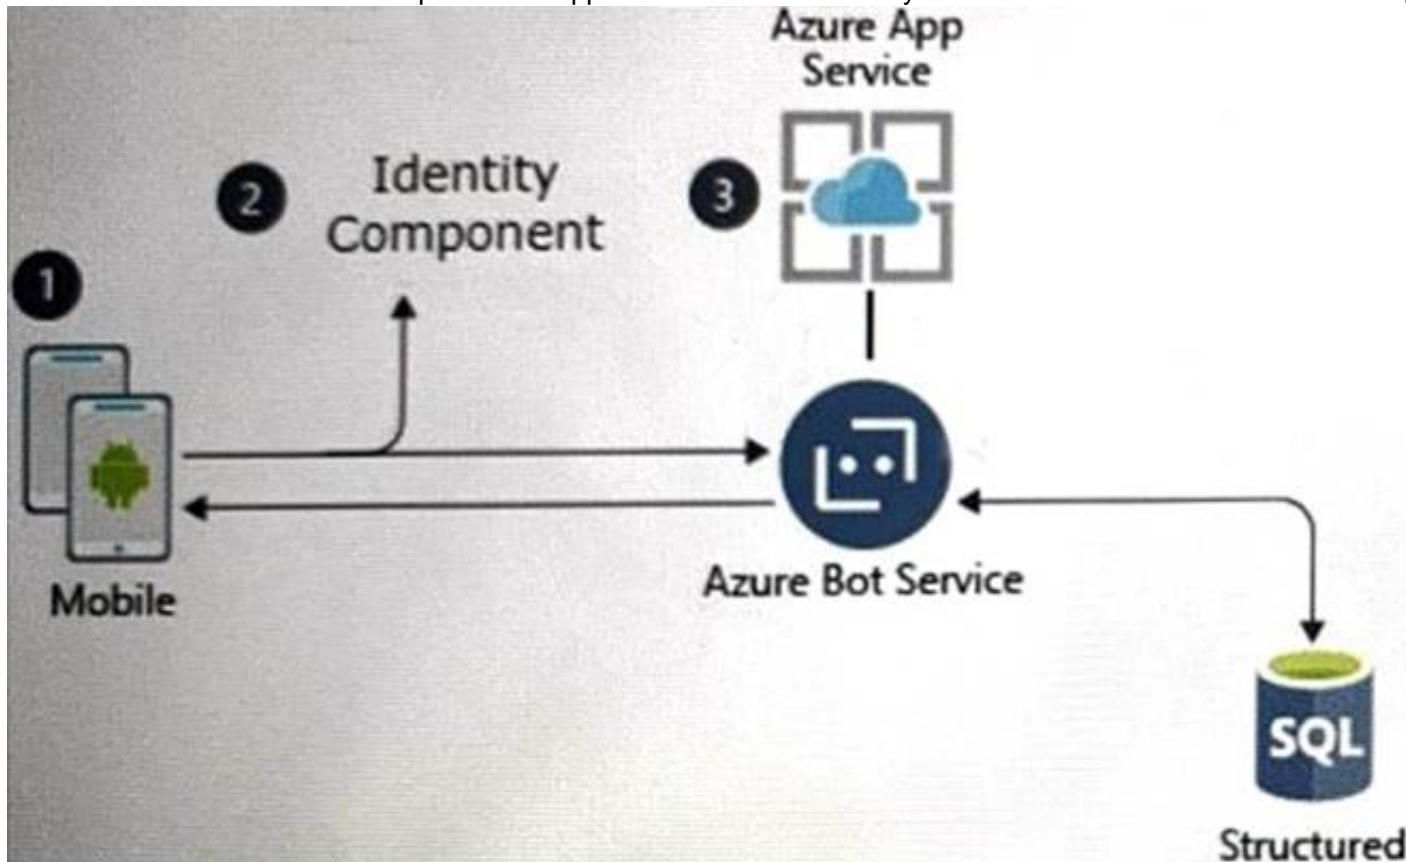 Azure App
Service
2
Identity
Component
3
1
Mobile
Azure Bot Service
SQL
Structured